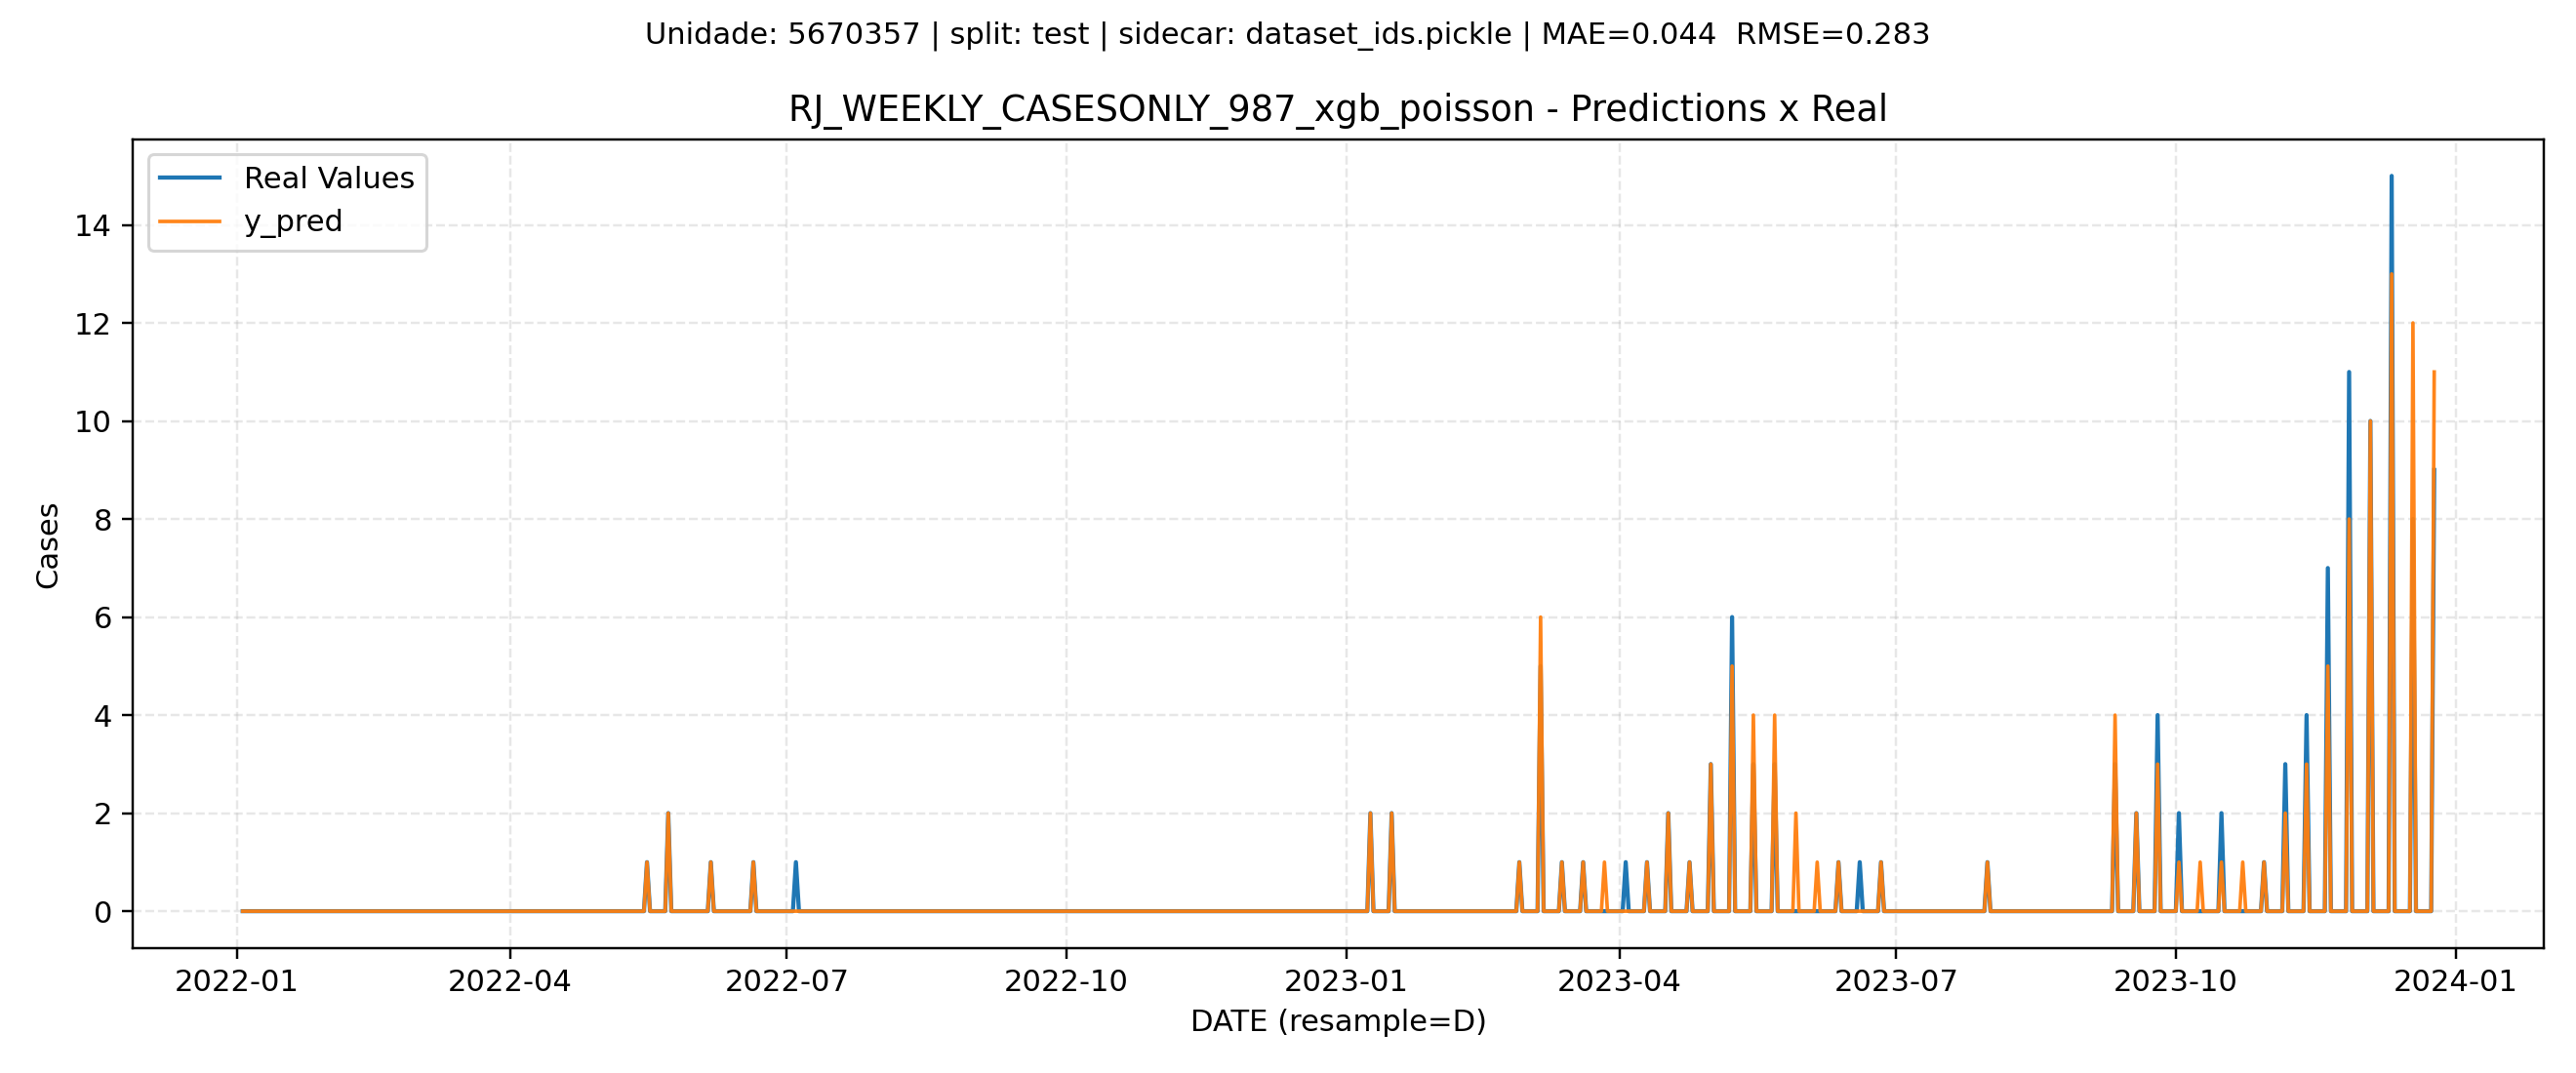 Unidade: 5670357 | split: test | sidecar: dataset_ids.pickle | MAE=0.044  RMSE=0.283
RJ_WEEKLY_CASESONLY_987_xgb_poisson - Predictions x Real
Real Values
y_pred
14
12
10
8
6
4
2
0
Cases
2022-01 2022-04 2022-07 2022-10 2023-01 2023-04 2023-07 2023-10 2024-01
DATE (resample=D)